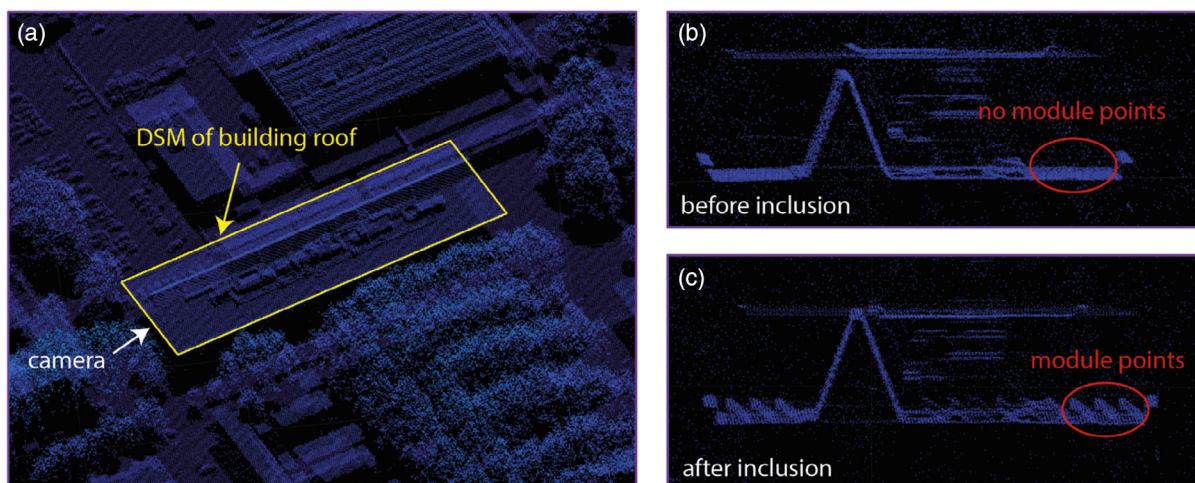 (a)
DSM of building roof
camera
(b)
no module points
before inclusion
(c)
module points
after inclusion